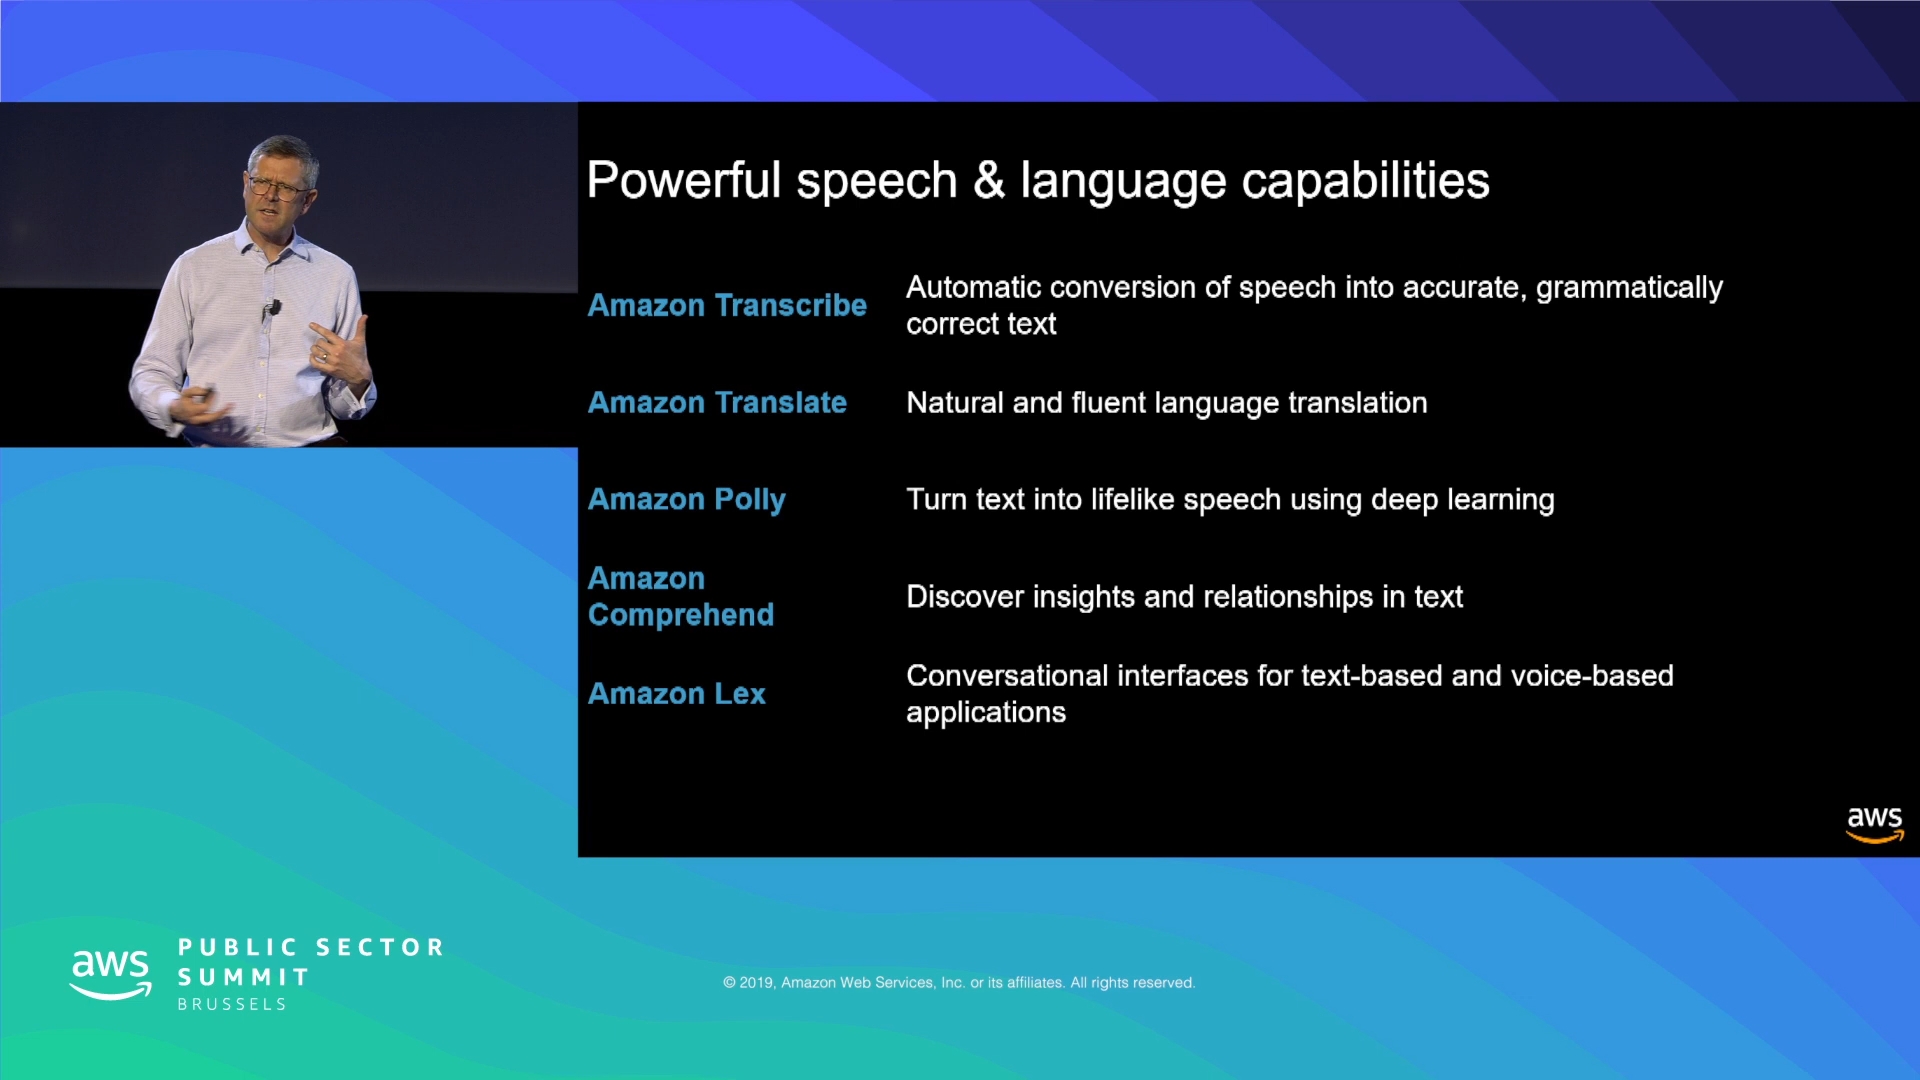 Powerful speech & language capabilities
Amazon Transcribe
Automatic conversion of speech into accurate, grammatically
correct text
Amazon Translate
Natural and fluent language translation
Amazon Polly
Turn text into lifelike speech using deep learning
Amazon
Comprehend
Discover insights and relationships in text
Amazon Lex
Conversational interfaces for text-based and voice-based
applications
aws
aws
PUBLIC SECTOR
SUMMIT
BRUSSELS
© 2019, Amazon Web Services, Inc. or its affiliates. All rights reserved.